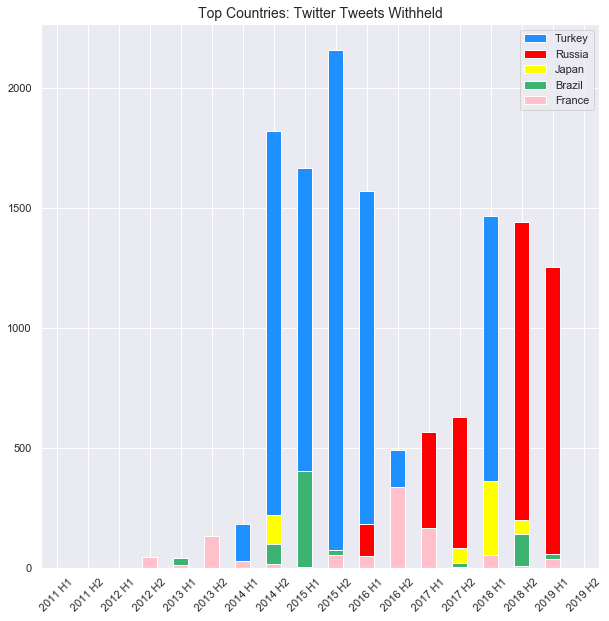 Top Countries: Twitter Tweets Withheld
Turkey
Russia
Japan
Brazil
France
2000
1500
1000
500
0
2011 H1
2011 H2
2012 H1
2012 H2
2013 H1
2013 H2
2014 H1
2014 H2
2015 H1
2015 H2
2016 H1
2016 H2
2017 H1
2017 H2
2018 H1
2018 H2
2019 H1
2019 H2